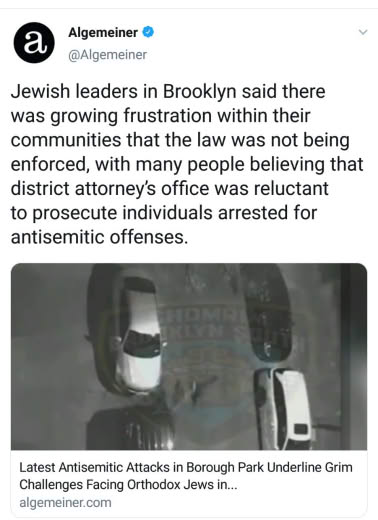 a
Algemeiner
@Algemeiner
Jewish leaders in Brooklyn said there
was growing frustration within their
communities that the law was not being
enforced, with many people believing that
district attorney's office was reluctant
to prosecute individuals arrested for
antisemitic offenses.
Latest Antisemitic Attacks in Borough Park Underline Grim
Challenges Facing Orthodox Jews in...
algemeiner.com